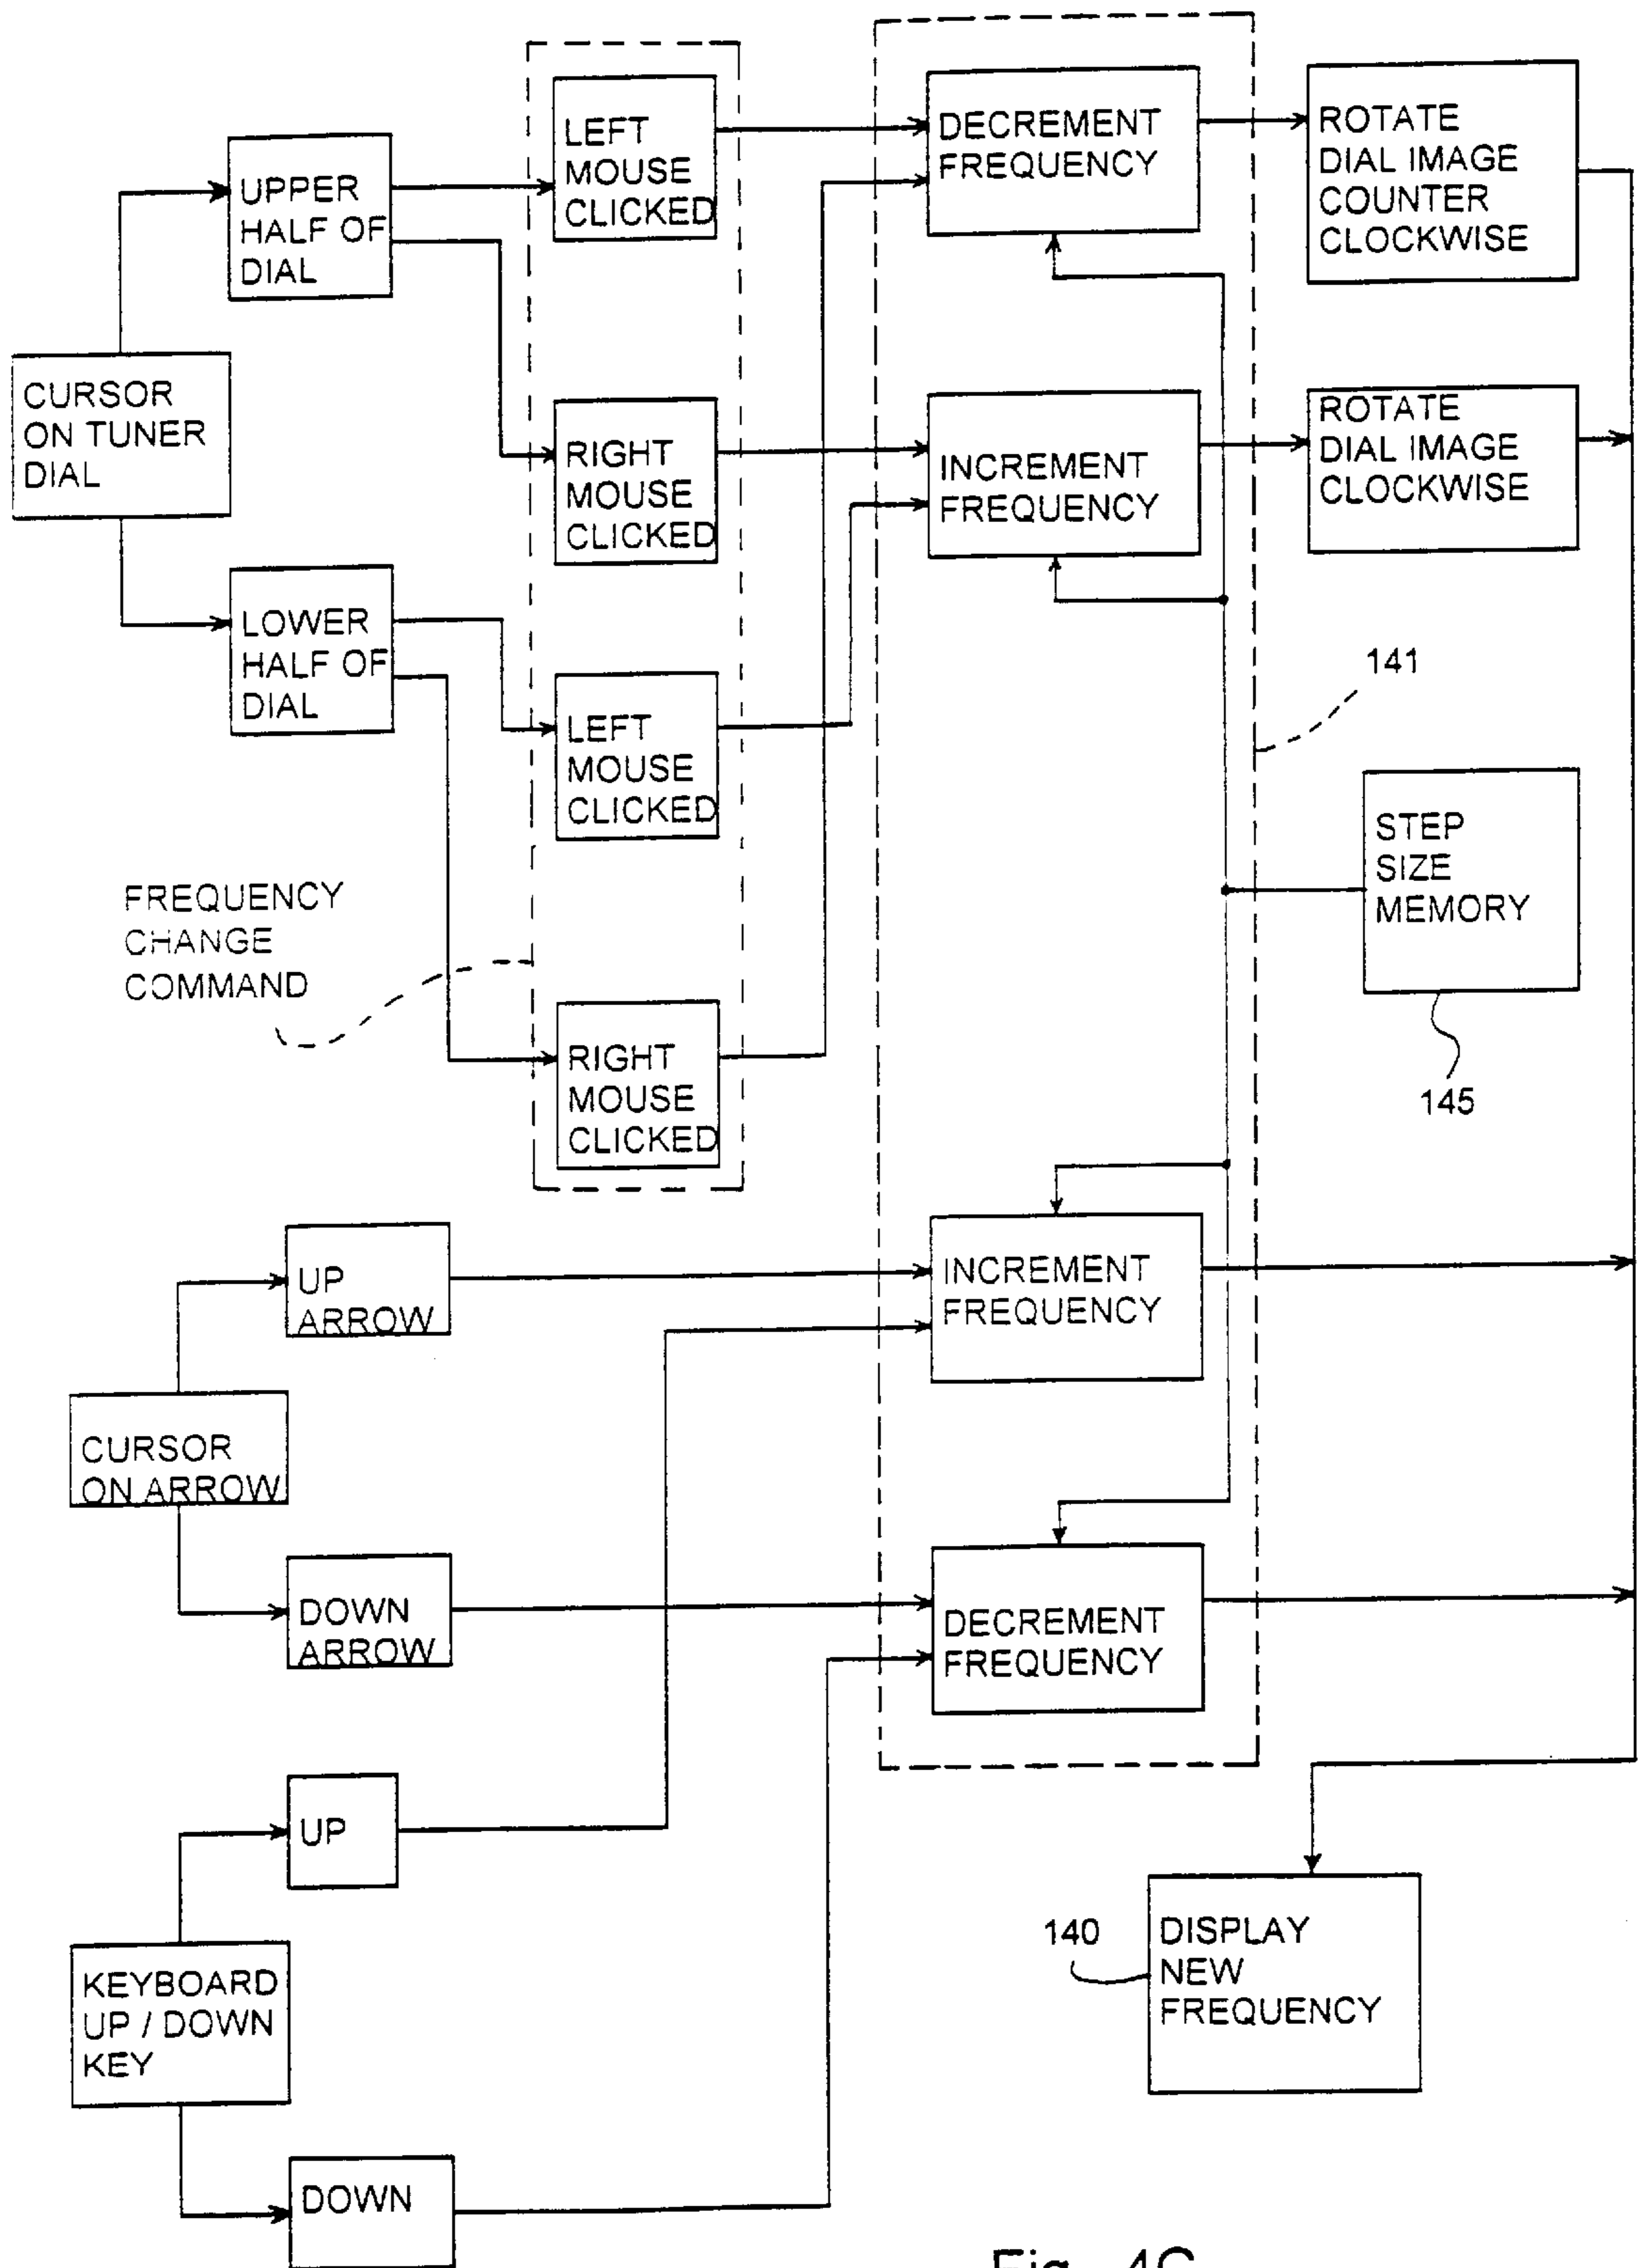 LEFT
MOUSE
CLICKED
DECREMENT
FREQUENCY
ROTATE
DIAL IMAGE
COUNTER
CLOCKWISE
UPPER
HALF OF
DIAL
CURSOR
ON TUNER
DIAL
RIGHT
MOUSE
CLICKED
INCREMENT
FREQUENCY
ROTATE
DIAL IMAGE
CLOCKWISE
LOWER
HALF OF
DIAL
141
LEFT
MOUSE
CLICKED
STEP
SIZE
MEMORY
145
FREQUENCY
CHANGE
COMMAND
RIGHT
MOUSE
CLICKED
UP
ARROW
INCREMENT
FREQUENCY
CURSOR
ON ARROW
DOWN
ARROW
DECREMENT
FREQUENCY
UP
140
DISPLAY
NEW
FREQUENCY
KEYBOARD
UP / DOWN
KEY
DOWN